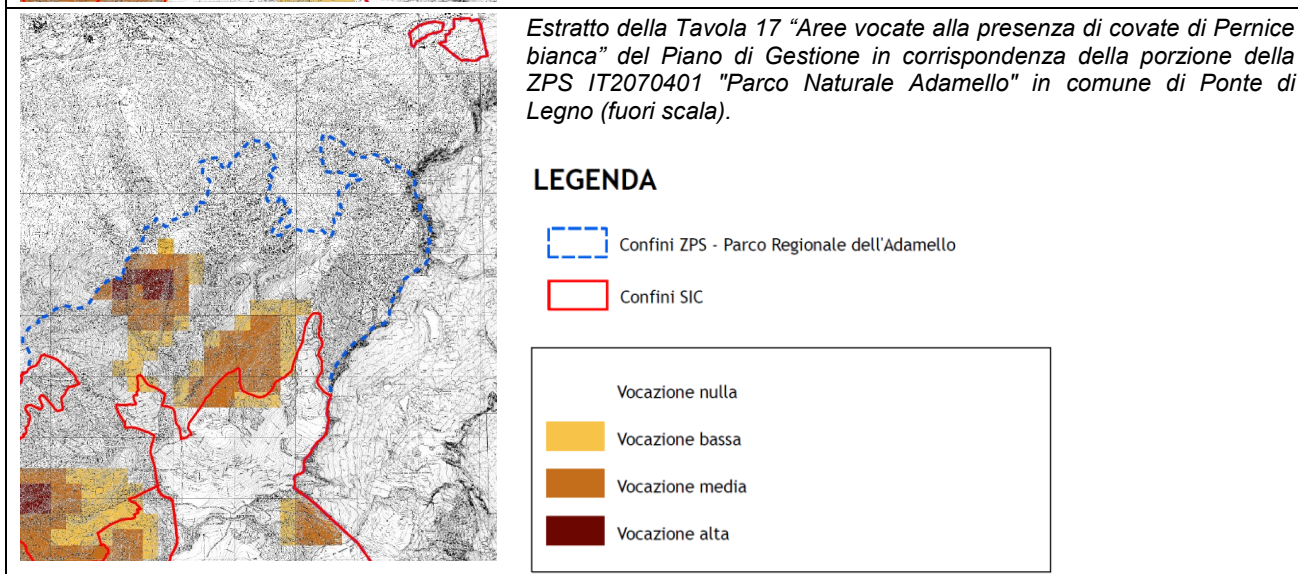 Estratto della Tavola 17 “Aree vocate alla presenza di covate di Pernice
bianca” del Piano di Gestione in corrispondenza della porzione della
ZPS IT2070401 "Parco Naturale Adamello" in comune di Ponte di
Legno (fuori scala).
LEGENDA
Confini ZPS - Parco Regionale dell'Adamello
Confini SIC
Vocazione nulla
Vocazione bassa
Vocazione media
Vocazione alta